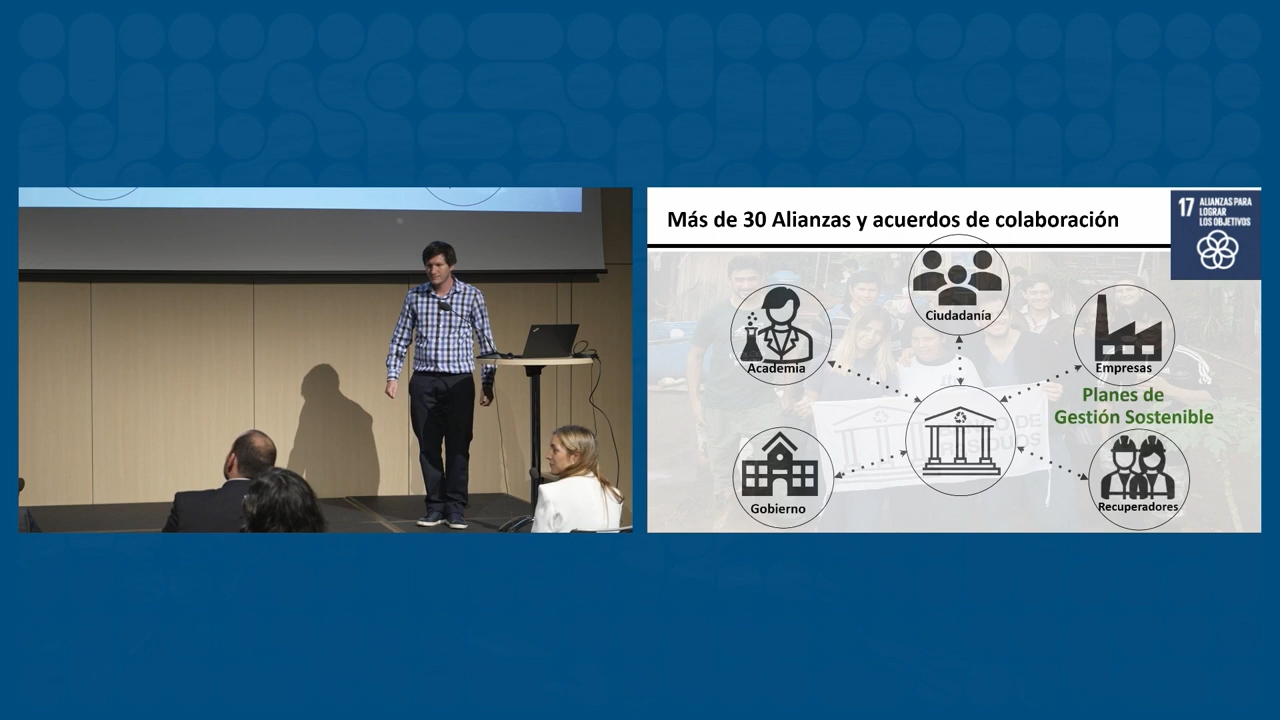 Más de 30 Alianzas y acuerdos de colaboración
17 ALIANZAS PARA
LOGRAR
LOS OBJETIVOS
Ciudadanía
Academia
Empresas
Planes de
Gestión Sostenible
Gobierno
Recuperadores